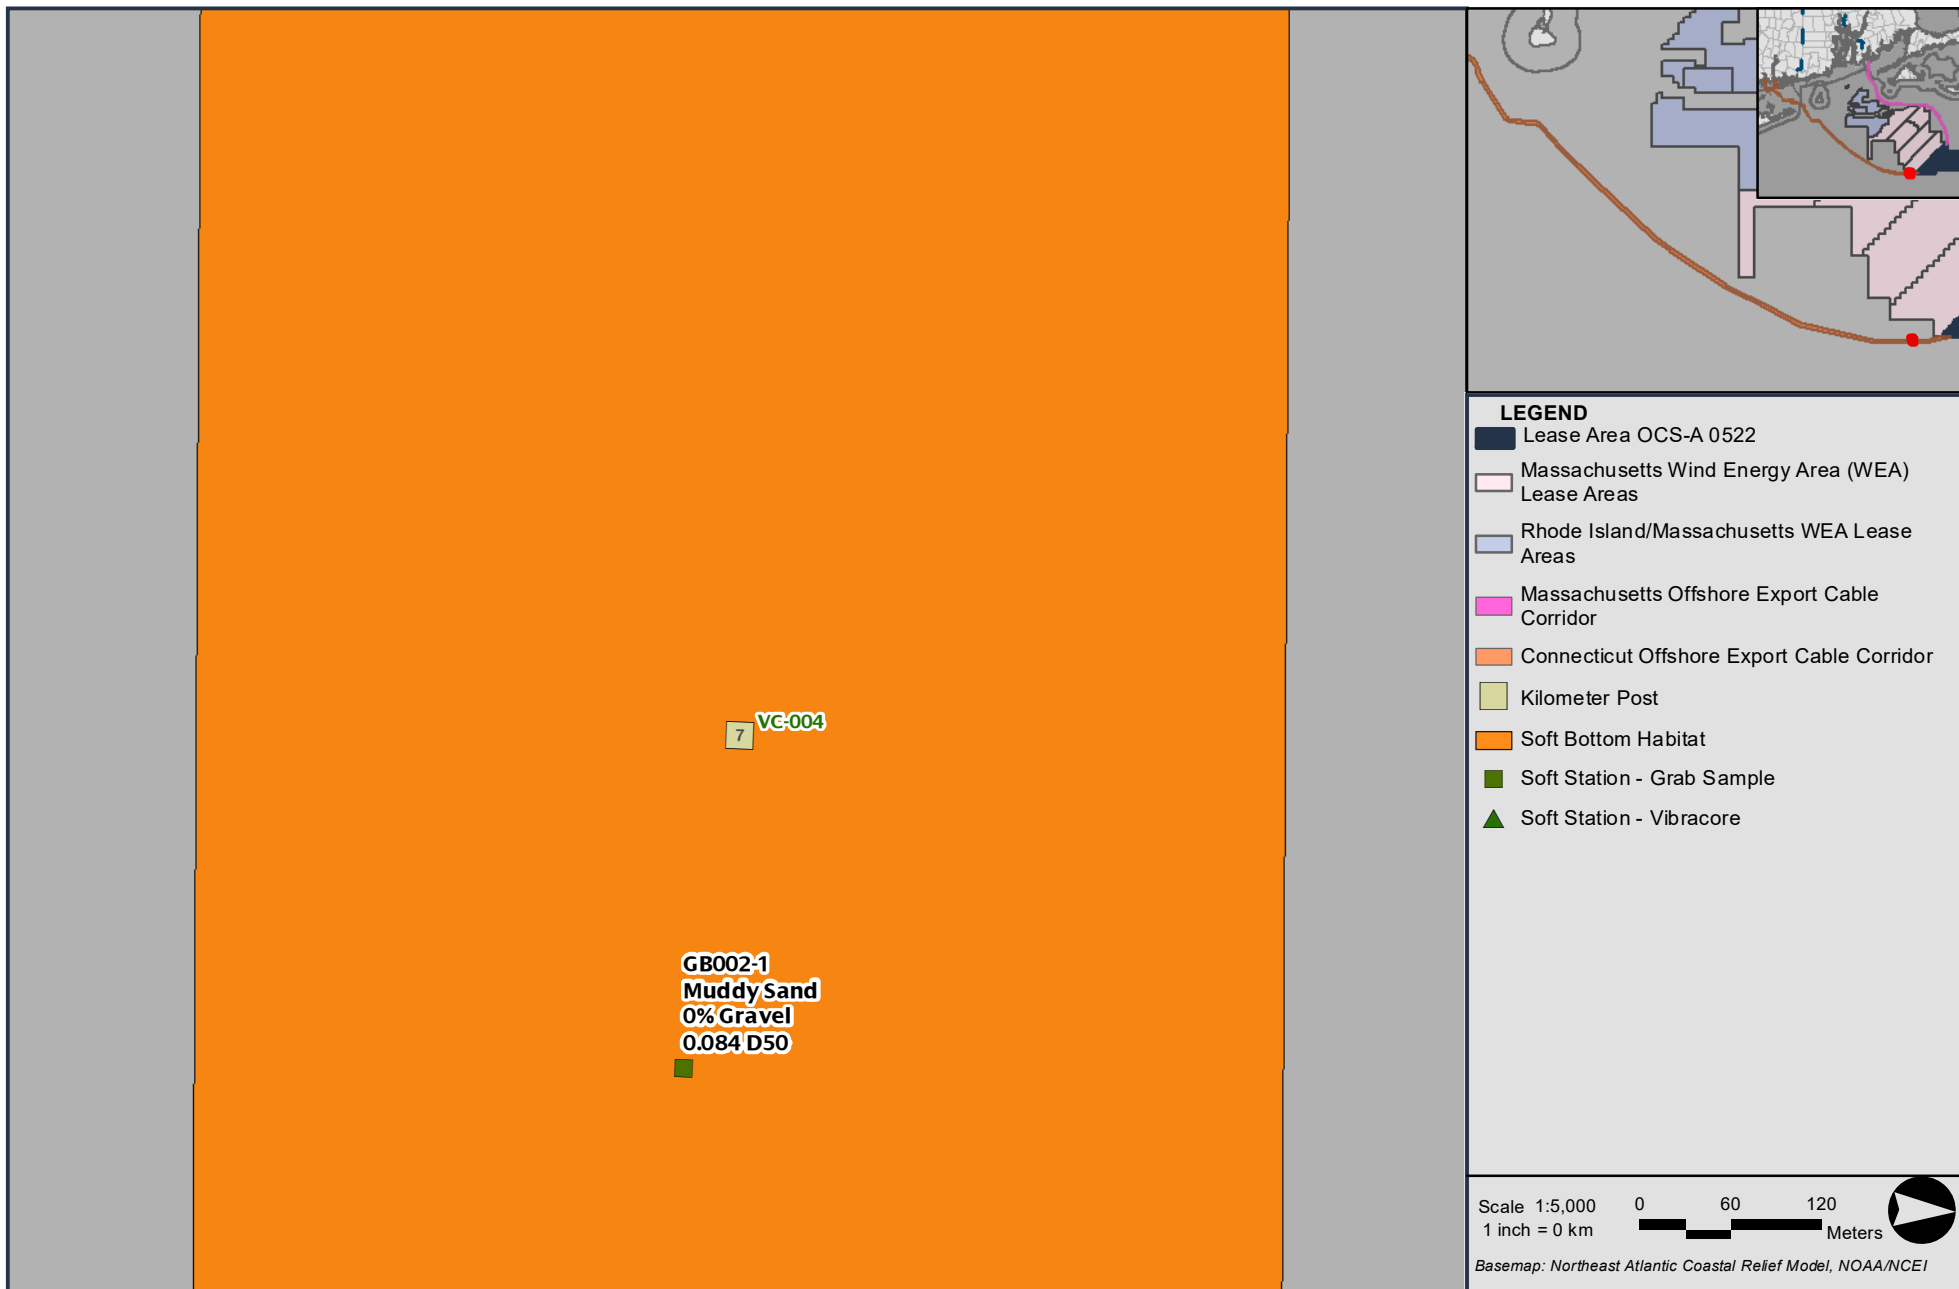 7
VC-004
GB002-1
Muddy Sand
0% Gravel
0.084 D50
LEGEND
Lease Area OCS-A 0522
Massachusetts Wind Energy Area (WEA)
Lease Areas
Rhode Island/Massachusetts WEA Lease
Areas
Massachusetts Offshore Export Cable
Corridor
Connecticut Offshore Export Cable Corridor
Kilometer Post
Soft Bottom Habitat
Soft Station - Grab Sample
Soft Station - Vibracore
Scale 1:5,000
1 inch = 0 km
0 60 120
Meters
Basemap: Northeast Atlantic Coastal Relief Model, NOAA/NCEI